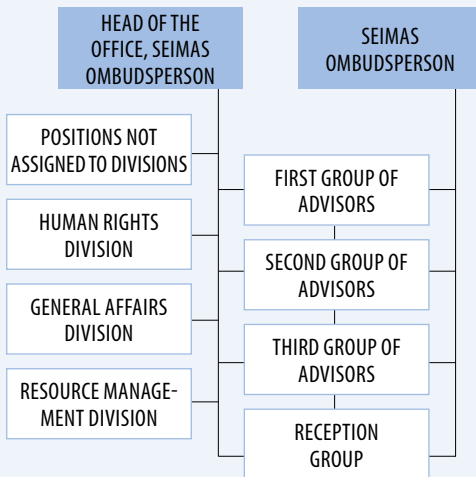 HEAD OF THE
OFFICE, SEIMAS
OMBUDSPERSON
SEIMAS
OMBUDSPERSON
POSITIONS NOT
ASSIGNED TO DIVISIONS
HUMAN RIGHTS
DIVISION
GENERAL AFFAIRS
DIVISION
RESOURCE MANAGE-
MENT DIVISION
FIRST GROUP OF
ADVISORS
SECOND GROUP OF
ADVISORS
THIRD GROUP OF
ADVISORS
RECEPTION
GROUP